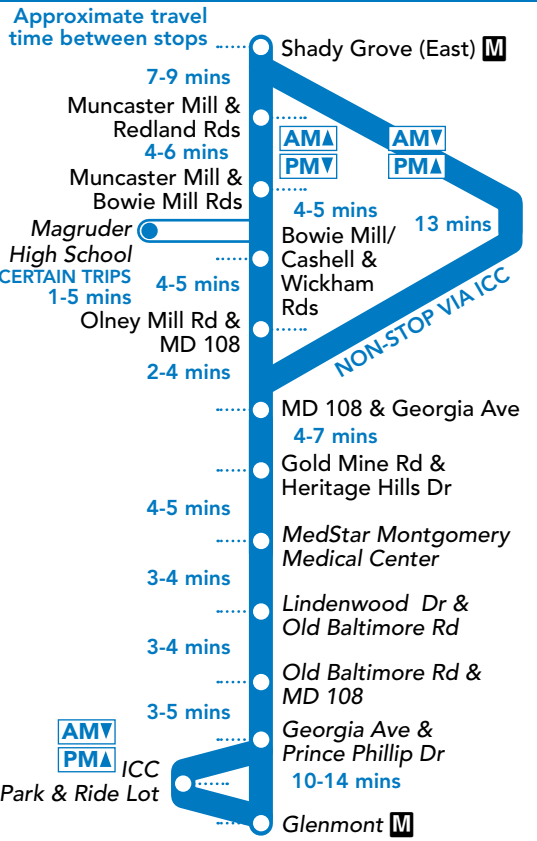 Approximate travel
time between stops
Shady Grove (East) M
7-9 mins
Muncaster Mill &
Redland Rds
AM▲ AM▼
PM▼ PM▲
4-6 mins
Muncaster Mill &
Bowie Mill Rds
4-5 mins
13 mins
Magruder
High School
CERTAIN TRIPS
1-5 mins
Bowie Mill/
Cashell &
Wickham
Rds
4-5 mins
NON-STOP VIA ICC
Olney Mill Rd &
MD 108
2-4 mins
MD 108 & Georgia Ave
4-7 mins
Gold Mine Rd &
Heritage Hills Dr
4-5 mins
MedStar Montgomery
Medical Center
3-4 mins
Lindenwood Dr &
Old Baltimore Rd
3-4 mins
Old Baltimore Rd &
MD 108
3-5 mins
Georgia Ave &
Prince Phillip Dr
AM▼
PM▲
ICC
Park & Ride Lot
10-14 mins
Glenmont M